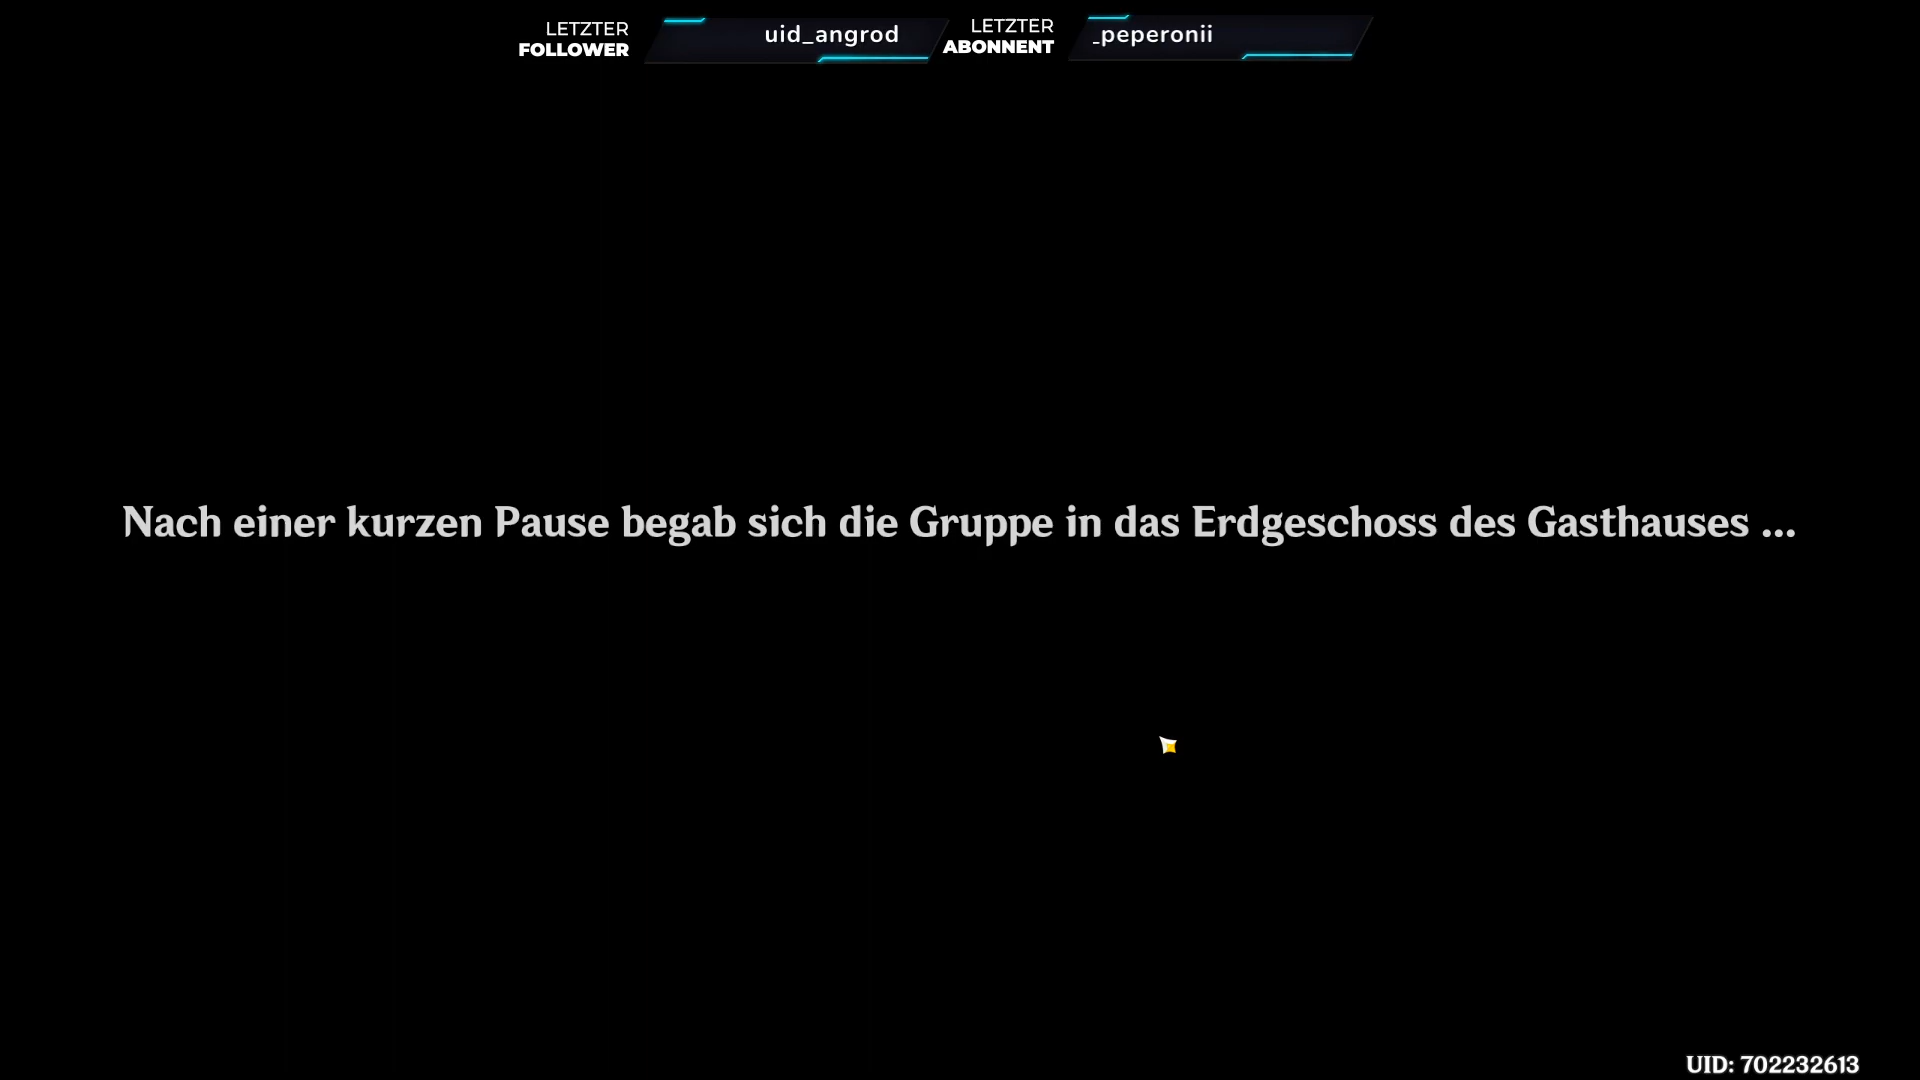 LETZTER
FOLLOWER
uid_angrod
LETZTER
ABONNENT
_peperonii
Nach einer kurzen Pause begab sich die Gruppe in das Erdgeschoss des Gasthauses ...
UID: 702232613